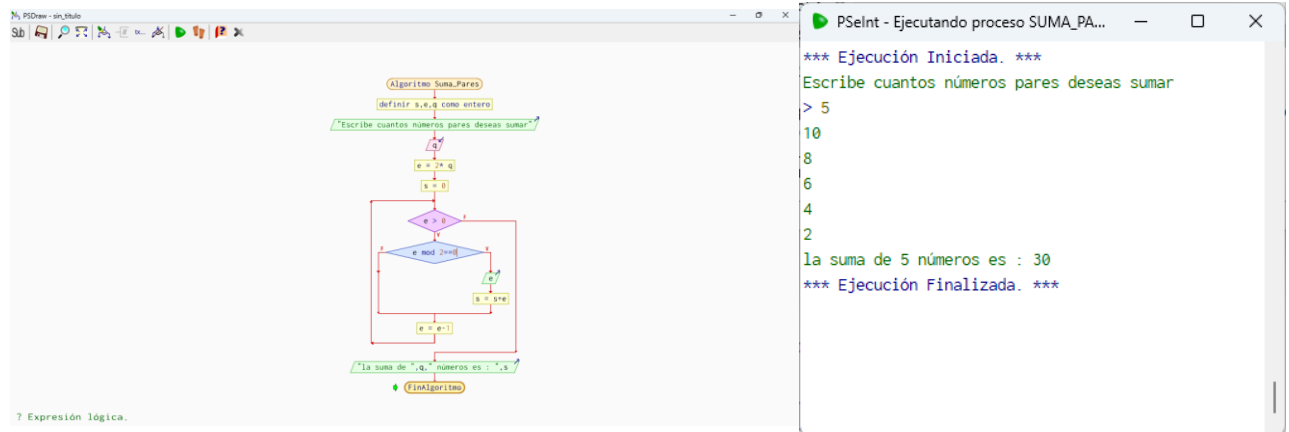 PSDraw - sin_titulo
Sub
Algoritmo Suma_Pares
definir s,e,q como entero
"Escribe cuantos números pares deseas sumar"
q
e = 2* q
s = 0
e > 0
F
V
e mod 2==0
F
V
e
s = s+e
e = e-1
"la suma de ",q," números es : ",s
FinAlgoritmo
? Expresión lógica.
PSeInt - Ejecutando proceso SUMA_PA...
*** Ejecución Iniciada. ***
Escribe cuantos números pares deseas sumar
> 5
10
8
6
4
2
la suma de 5 números es : 30
*** Ejecución Finalizada. ***